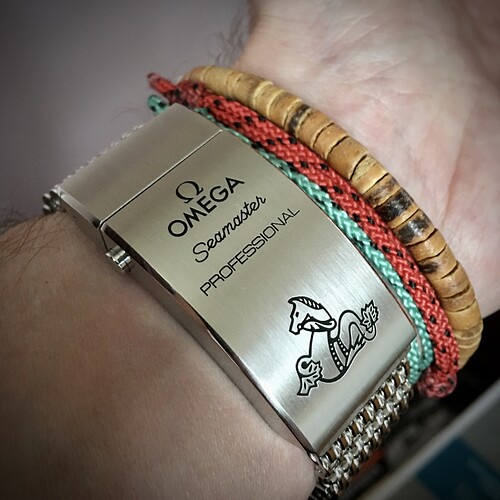 Ω
OMEGA
Seamaster
PROFESSIONAL